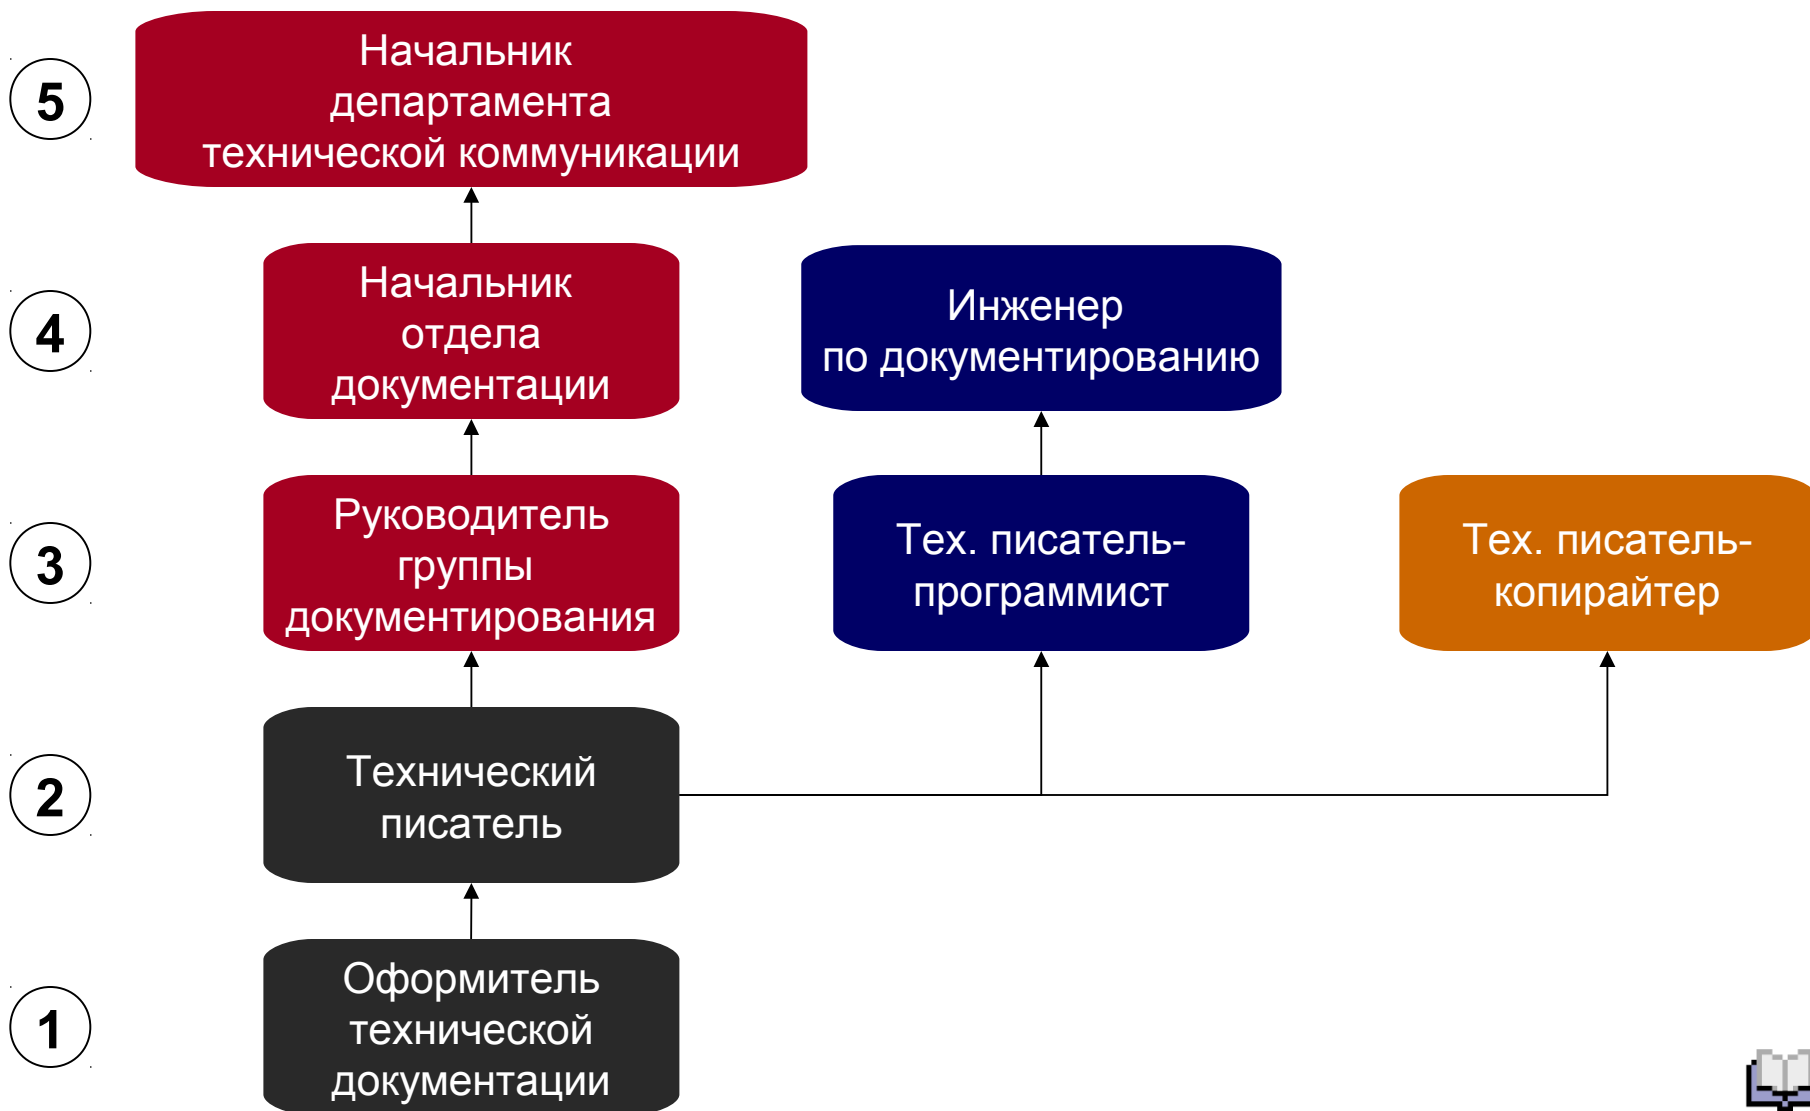 5
Начальник
департамента
технической коммуникации
4
Начальник
отдела
документации
Инженер
по документированию
3
Руководитель
группы
документирования
Тех. писатель-
программист
Тех. писатель-
копирайтер
2
Технический
писатель
1
Оформитель
технической
документации